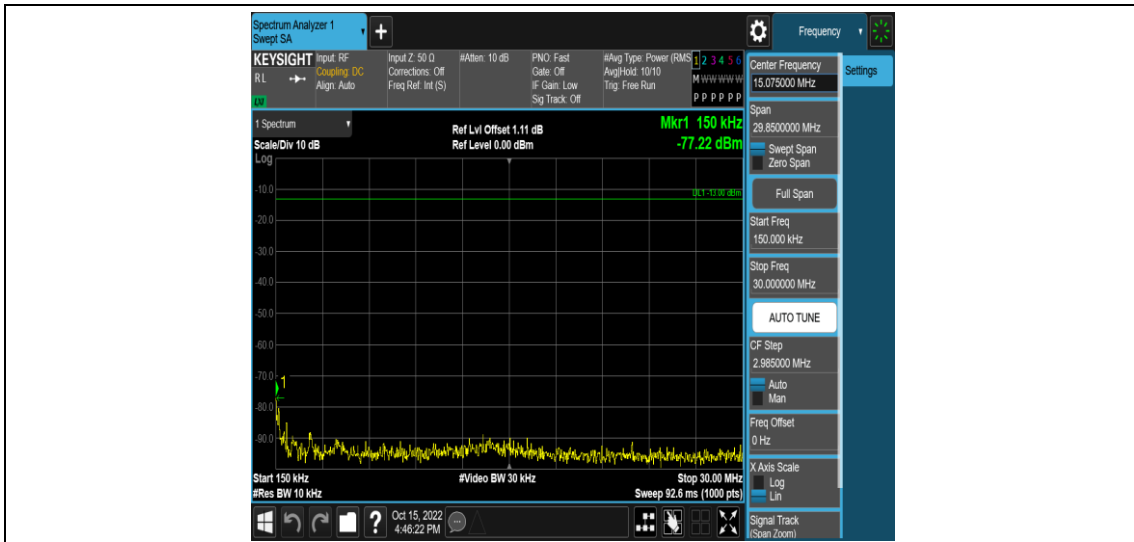 Spectrum Analyzer 1
Swept SA
+
Frequency
KEYSIGHT
RL
Input: RF
Coupling: DC
Align: Auto
Input Z: 50 Ω
Corrections: Off
Freq Ref: Int (S)
#Atten: 10 dB
PNO: Fast
Gate: Off
IF Gain: Low
Sig Track: Off
#Avg Type: Power (RMS
Avg|Hold: 10/10
Trig: Free Run
1 2 3 4 5 6
M W W W W W
P P P P P P
1 Spectrum
Scale/Div 10 dB
Ref Lvl Offset 1.11 dB
Ref Level 0.00 dBm
Mkr1 150 kHz
-77.22 dBm
Log
DL1 -13.00 dBm
-10.0
-20.0
-30.0
-40.0
-50.0
-60.0
-70.0
-80.0
-90.0
1
Start 150 kHz
#Video BW 30 kHz
Stop 30.00 MHz
#Res BW 10 kHz
Sweep 92.6 ms (1000 pts)
?
Oct 15, 2022
4:46:22 PM
Center Frequency
15.075000 MHz
Settings
Span
29.8500000 MHz
Swept Span
Zero Span
Full Span
Start Freq
150.000 kHz
Stop Freq
30.000000 MHz
AUTO TUNE
CF Step
2.985000 MHz
Auto
Man
Freq Offset
0 Hz
X Axis Scale
Log
Lin
Signal Track
(Span Zoom)